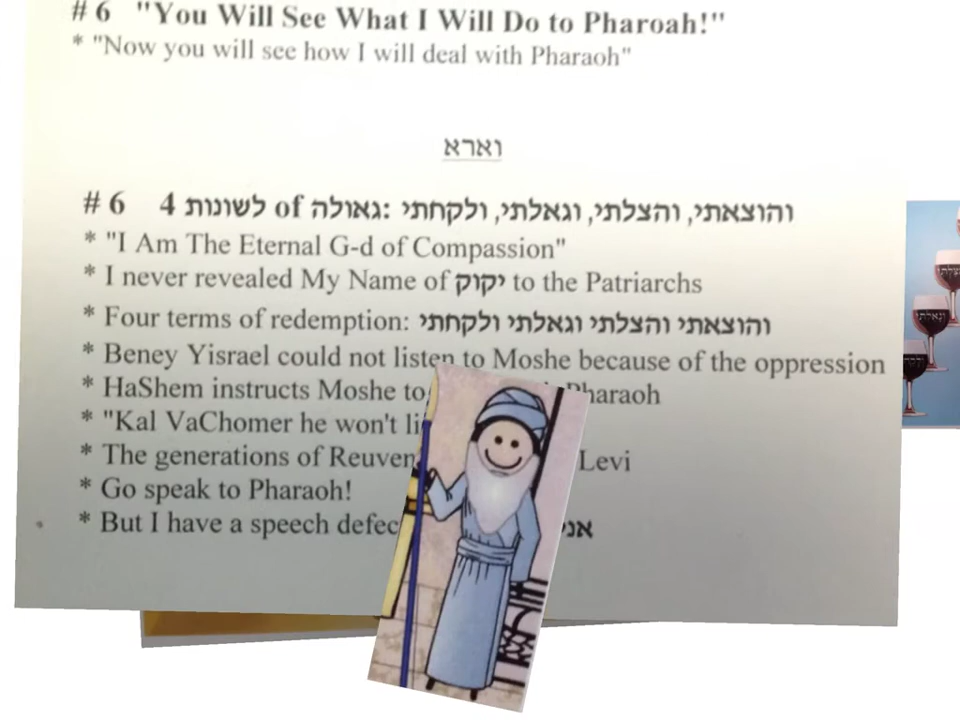 # 6 "You Will See What I Will Do to Pharoah!"
* "Now you will see how I will deal with Pharaoh"
וארא
# 6 4 לשונות of גאולה: והוצאתי, והצלתי, וגאלתי, ולקחתי
* "I Am The Eternal G-d of Compassion"
* I never revealed My Name of יקוק to the Patriarchs
* Four terms of redemption: והוצאתי והצלתי וגאלתי ולקחתי
* Beney Yisrael could not listen to Moshe because of the oppression
* HaShem instructs Moshe to Pharaoh
* "Kal VaChomer he won't
* The generations of Reuven Levi
* Go speak to Pharaoh!
* But I have a speech
וגאלתי